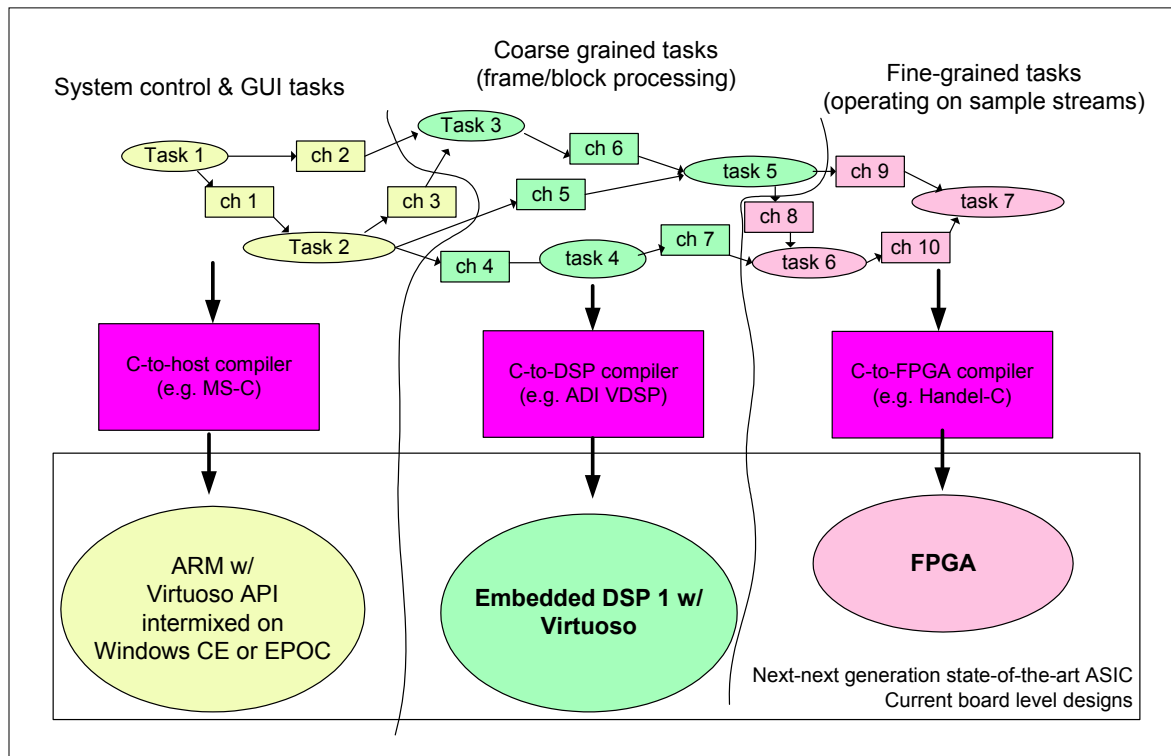 System control & GUI tasks
Coarse grained tasks
(frame/block processing)
Fine-grained tasks
(operating on sample streams)
Task 1
ch 2
Task 3
ch 6
ch 1
ch 3
ch 5
task 5
ch 9
Task 2
ch 8
task 7
ch 4
task 4
ch 7
task 6
ch 10
C-to-host compiler
(e.g. MS-C)
C-to-DSP compiler
(e.g. ADI VDSP)
C-to-FPGA compiler
(e.g. Handel-C)
ARM w/
Virtuoso API
intermixed on
Windows CE or EPOC
Embedded DSP 1 w/
Virtuoso
FPGA
Next-next generation state-of-the-art ASIC
Current board level designs